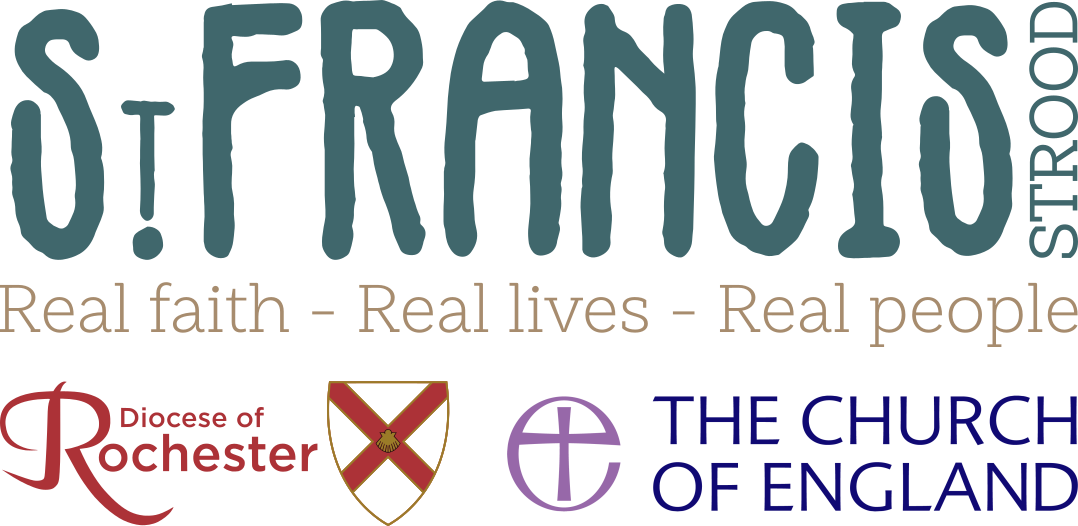 ST. FRANCIS
STROOD
Real faith - Real lives - Real people
Diocese of
Rochester
THE CHURCH
OF ENGLAND